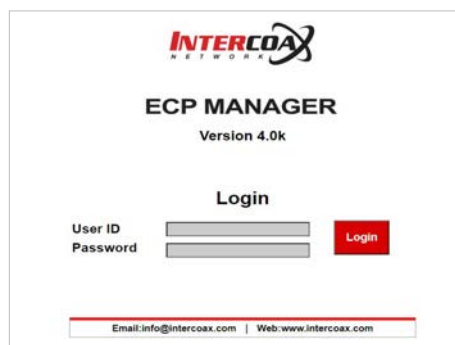 INTERCOAX
NETWORK
ECP MANAGER
Version 4.0k
Login
User ID
Password
Login
Email:info@intercoax.com | Web:www.intercoax.com